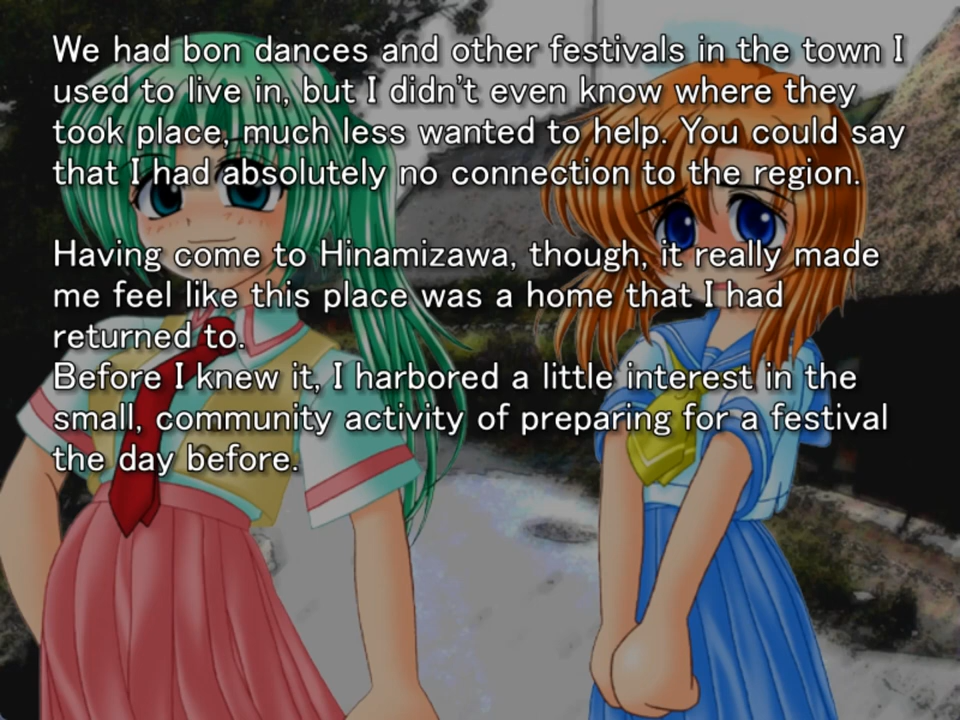 We had bon dances and other festivals in the town I
used to live in, but I didn't even know where they
took place, much less wanted to help. You could say
that I had absolutely no connection to the region.
Having come to Hinamizawa, though, it really made
me feel like this place was a home that I had
returned to.
Before I knew it, I harbored a little interest in the
small, community activity of preparing for a festival
the day before.